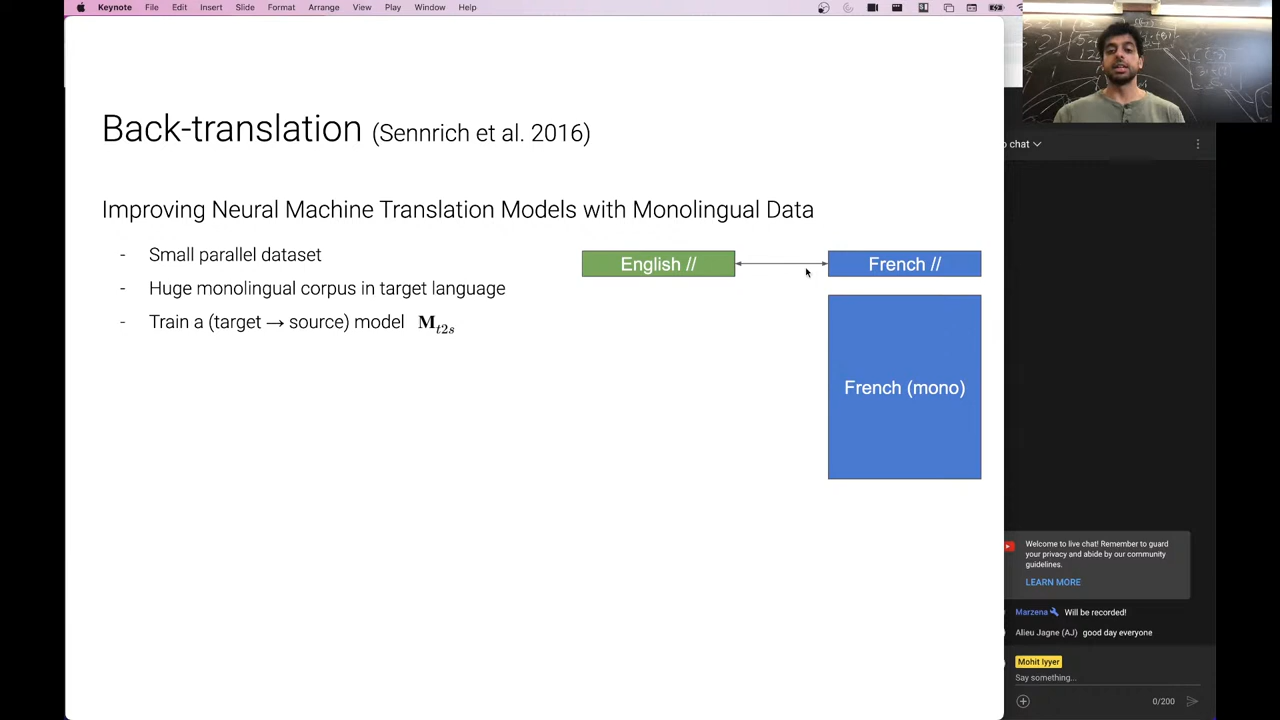 Keynote File Edit Insert Slide Format Arrange View Play Window Help
Back-translation (Sennrich et al. 2016)
Improving Neural Machine Translation Models with Monolingual Data
- Small parallel dataset
- Huge monolingual corpus in target language
- Train a (target → source) model M_{t2s}
English //
French //
French (mono)
chat
Welcome to live chat! Remember to guard
your privacy and abide by our community
guidelines.
LEARN MORE
Marzena Will be recorded!
Alieu Jagne (AJ) good day everyone
Mohit Iyyer
Say something...
0/200